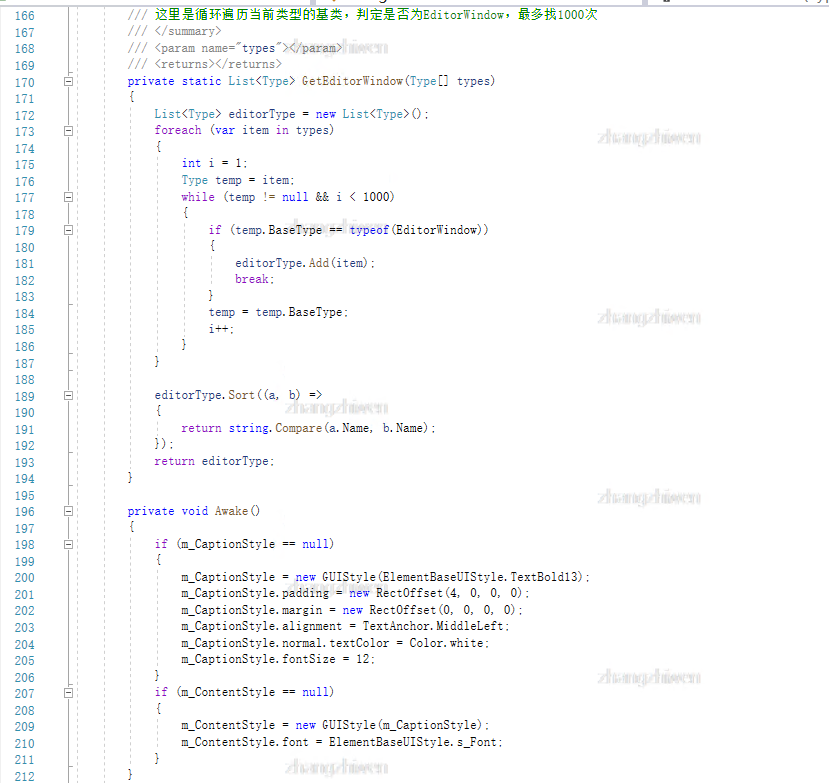 166 /// 这里是循环遍历当前类型的基类，判定是否为EditorWindow，最多找1000次
167 /// </summary>
168 /// <param name="types"></param>
169 /// <returns></returns>
170 private static List<Type> GetEditorWindow(Type[] types)
171 {
172 List<Type> editorType = new List<Type>();
173 foreach (var item in types)
174 {
175 int i = 1;
176 Type temp = item;
177 while (temp != null && i < 1000)
178 {
179 if (temp.BaseType == typeof(EditorWindow))
180 {
181 editorType.Add(item);
182 break;
183 }
184 temp = temp.BaseType;
185 i++;
186 }
187 }
188
189 editorType.Sort((a, b) =>
190 {
191 return string.Compare(a.Name, b.Name);
192 });
193 return editorType;
194 }
195
196 private void Awake()
197 {
198 if (m_CaptionStyle == null)
199 {
200 m_CaptionStyle = new GUIStyle(ElementBaseUIStyle.TextBold13);
201 m_CaptionStyle.padding = new RectOffset(4, 0, 0, 0);
202 m_CaptionStyle.margin = new RectOffset(0, 0, 0, 0);
203 m_CaptionStyle.alignment = TextAnchor.MiddleLeft;
204 m_CaptionStyle.normal.textColor = Color.white;
205 m_CaptionStyle.fontSize = 12;
206 }
207 if (m_ContentStyle == null)
208 {
209 m_ContentStyle = new GUIStyle(m_CaptionStyle);
210 m_ContentStyle.font = ElementBaseUIStyle.s_Font;
211 }
212 }